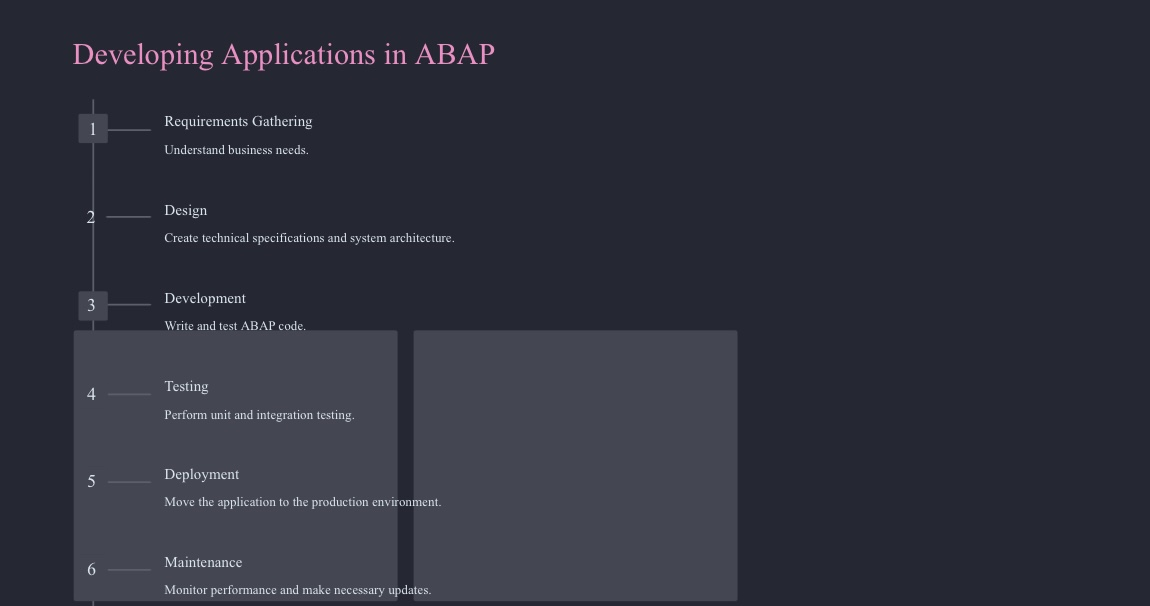 Developing Applications in ABAP
1
Requirements Gathering
Understand business needs.
2
Design
Create technical specifications and system architecture.
3
Development
Write and test ABAP code.
4
Testing
Perform unit and integration testing.
5
Deployment
Move the application to the production environment.
6
Maintenance
Monitor performance and make necessary updates.